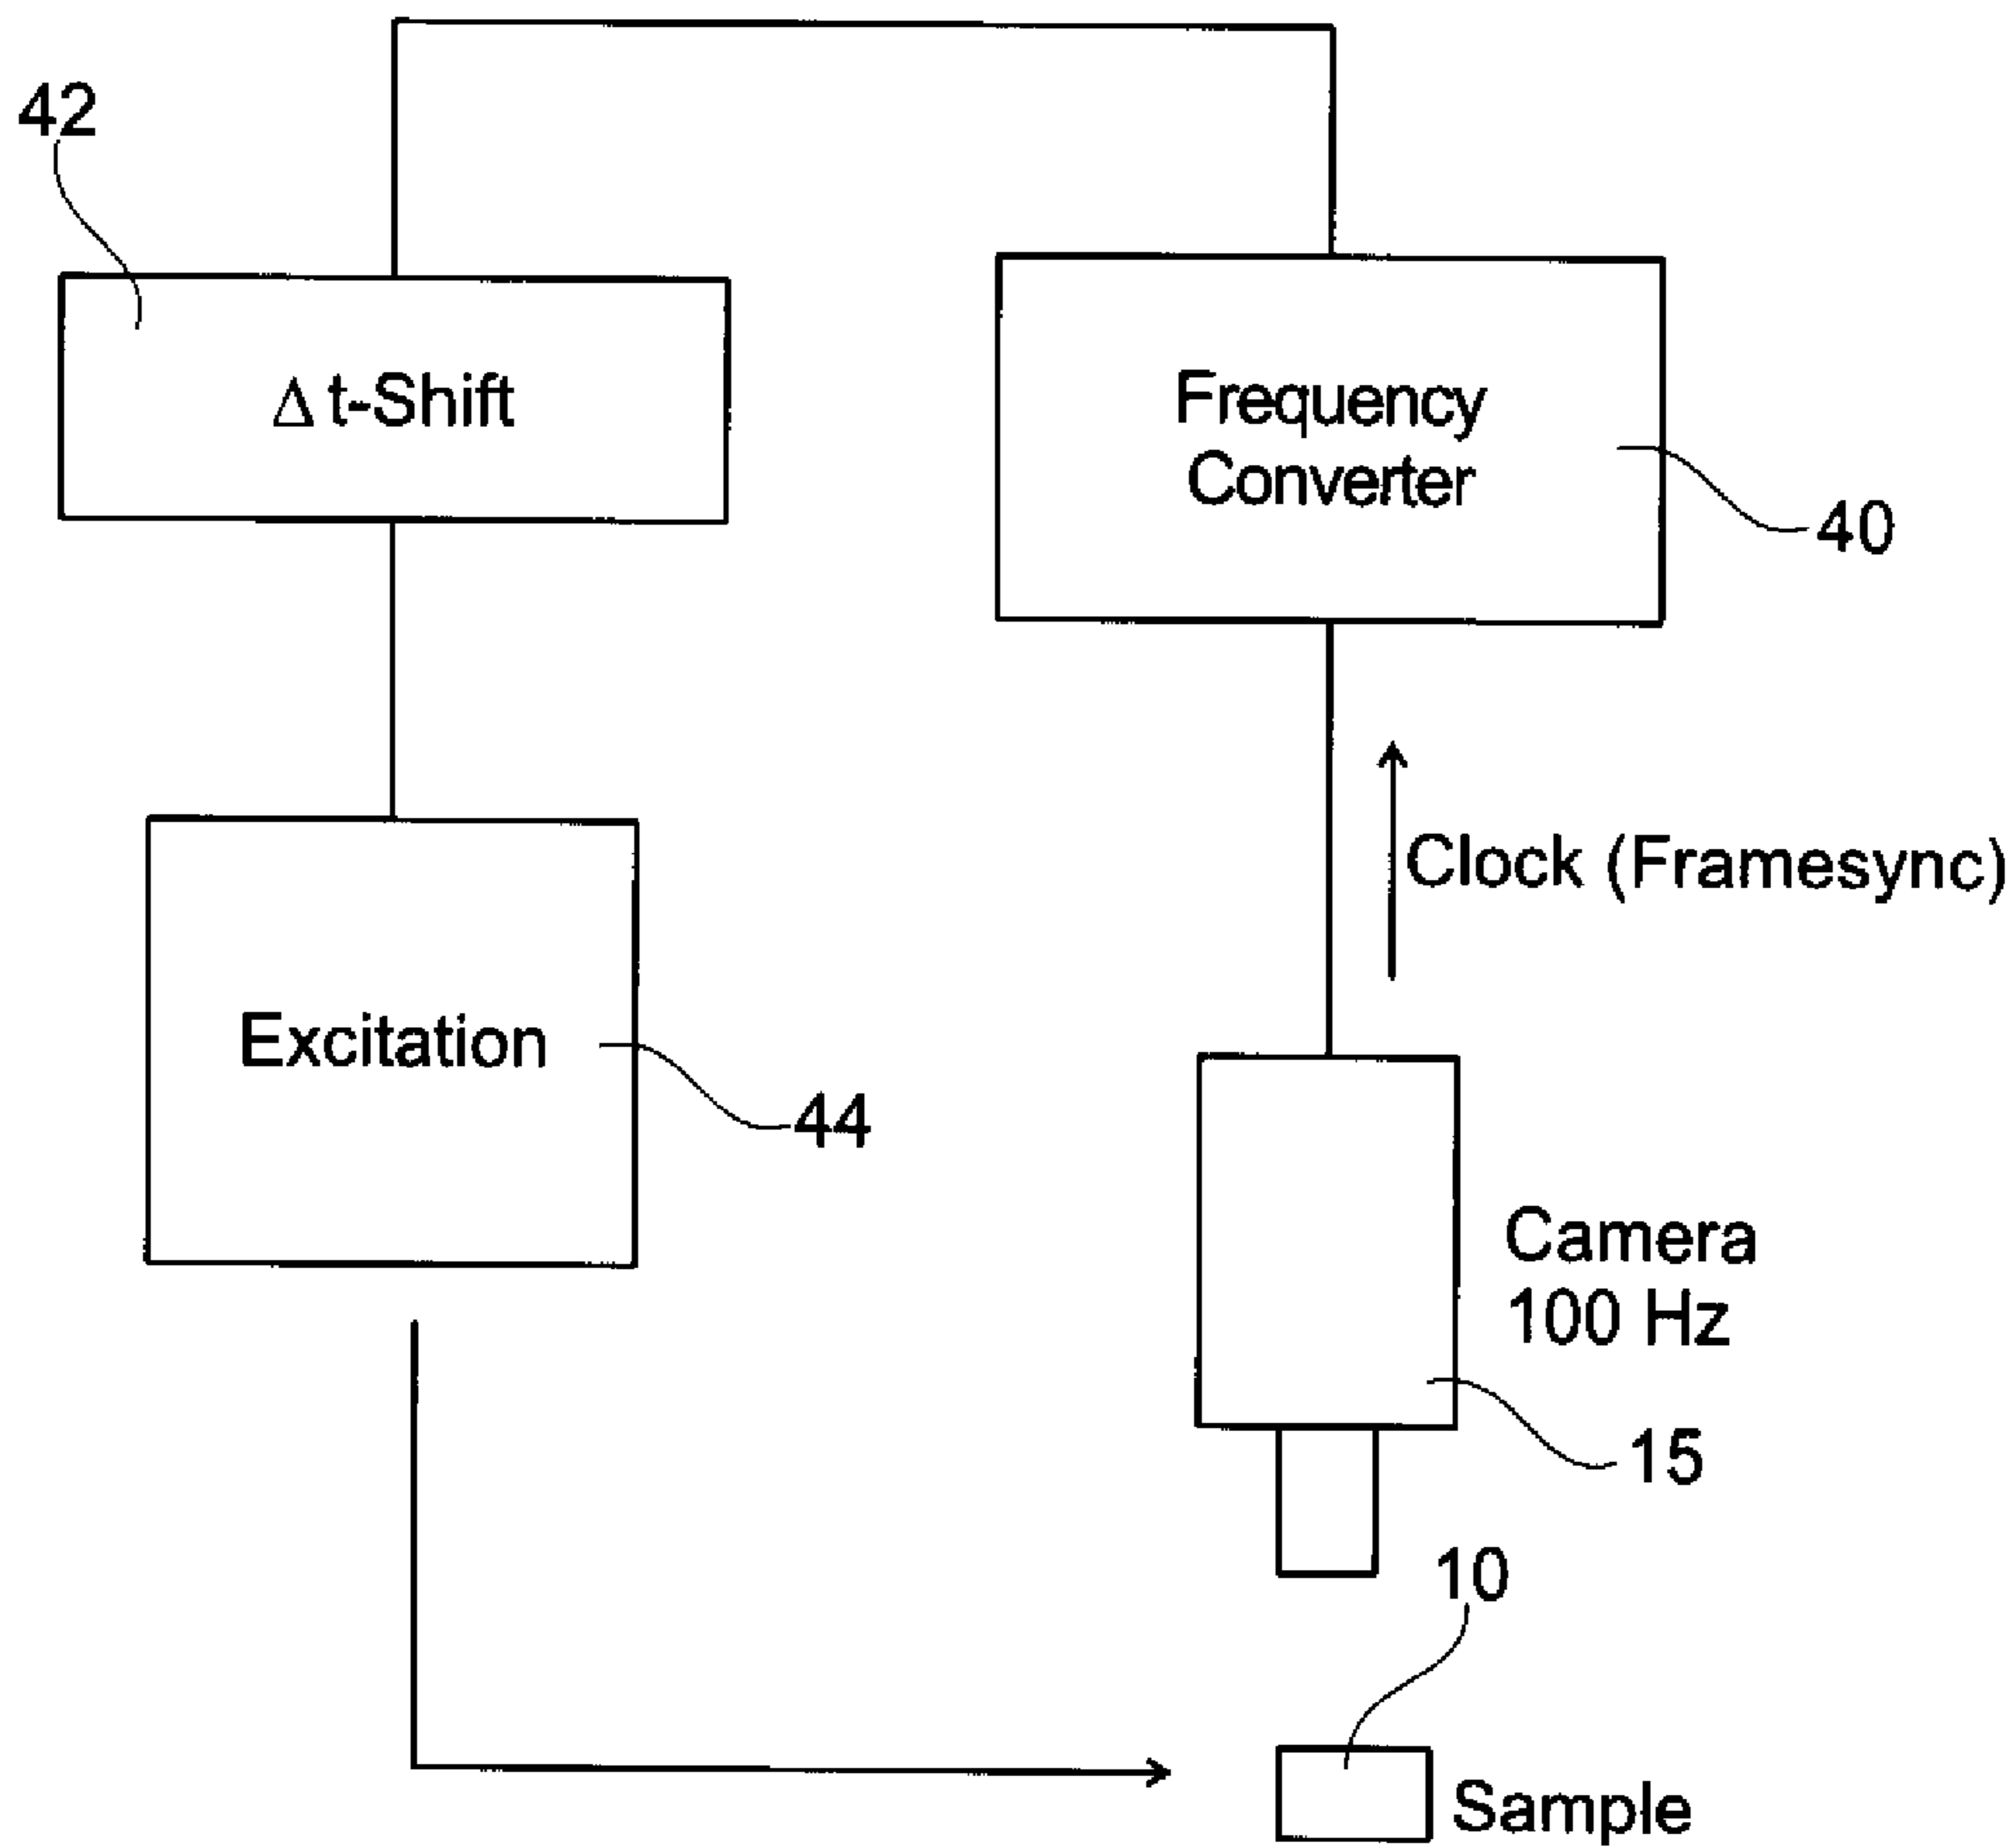 42
Δ t-Shift
Frequency
Converter
40
Clock (Framesync)
Excitation
44
Camera
100 Hz
15
10
Sample